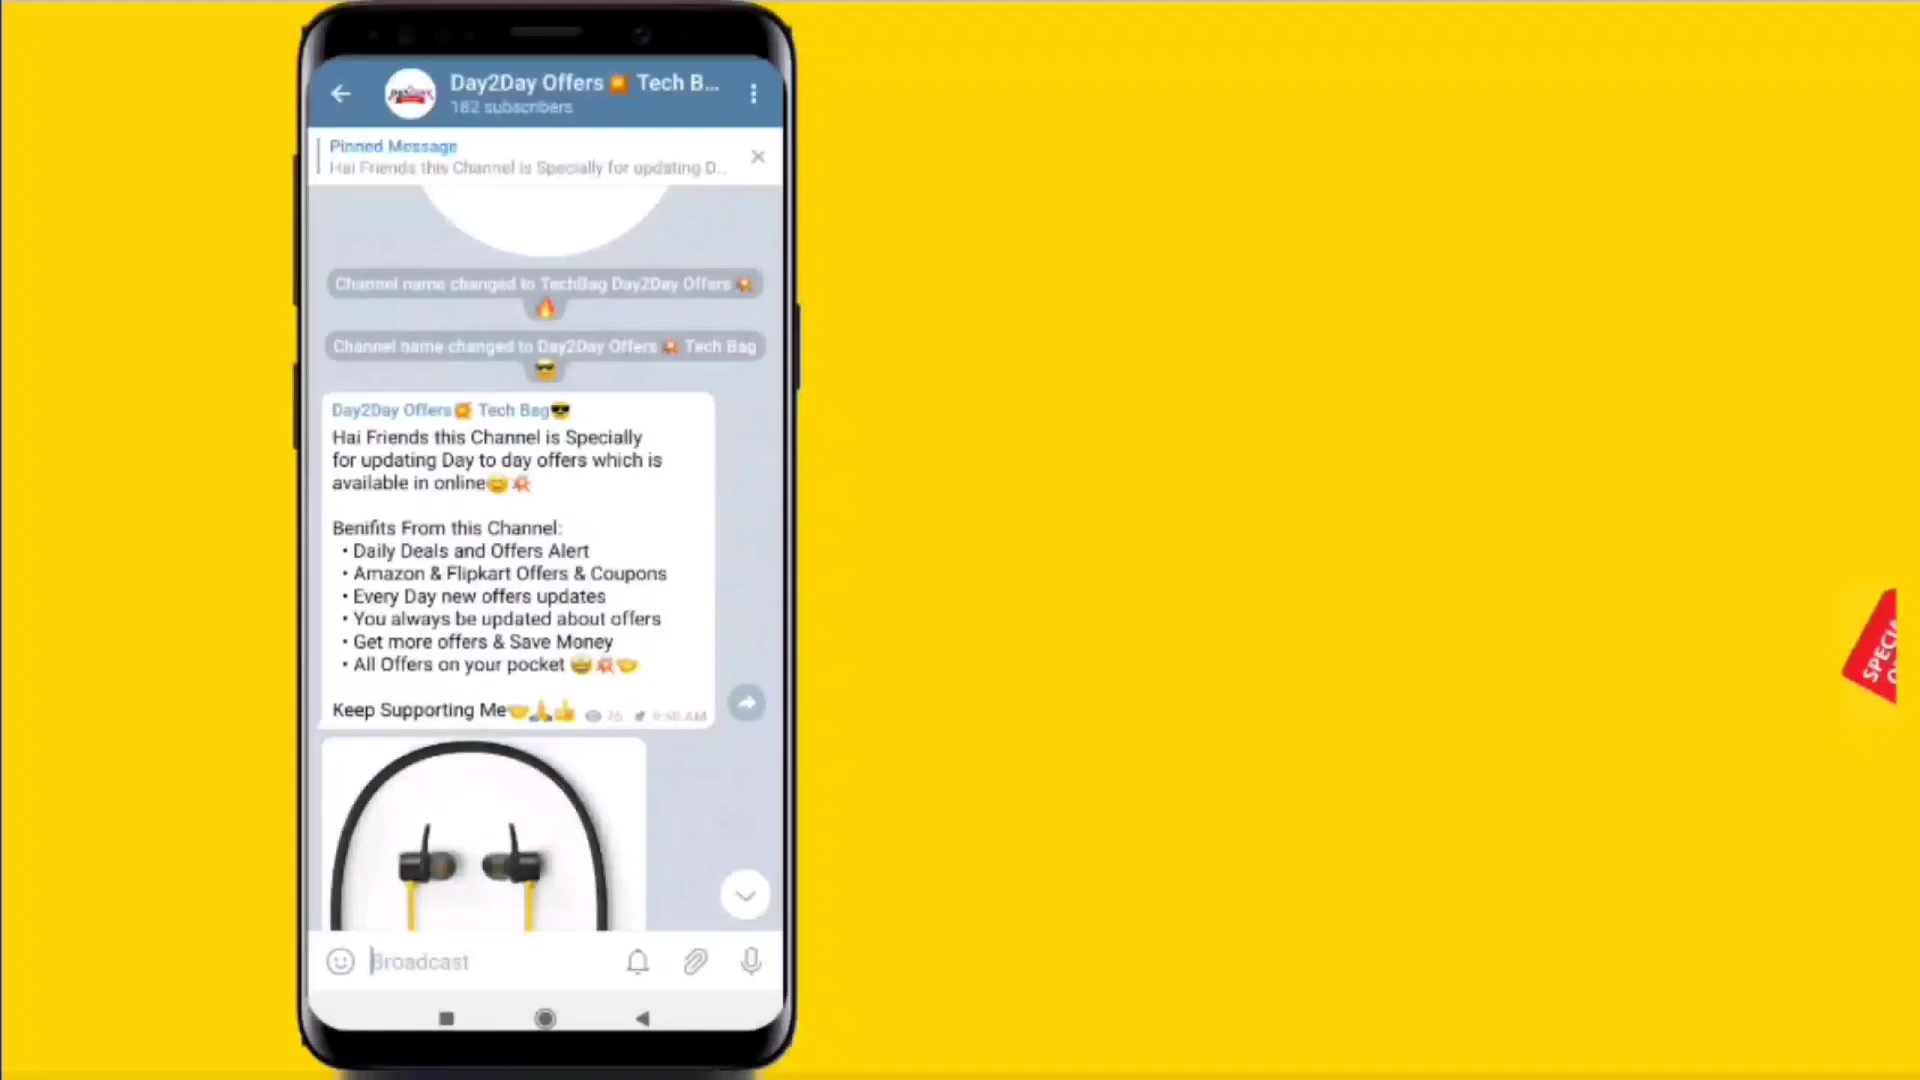 Day2Day Offers💥 Tech B...
182 subscribers
Pinned Message
Hai Friends this Channel is Specially for updating D...
Channel name changed to TechBag Day2Day Offers 💥
🔥
Channel name changed to Day2Day Offers 💥 Tech Bag
😎
Day2Day Offers💥 Tech Bag😎
Hai Friends this Channel is Specially
for updating Day to day offers which is
available in online
Benifits From this Channel:
• Daily Deals and Offers Alert
• Amazon & Flipkart Offers & Coupons
• Every Day new offers updates
• You always be updated about offers
• Get more offers & Save Money
• All Offers on your pocket
Keep Supporting Me🤝🙏👍 76 9:50 AM
Broadcast